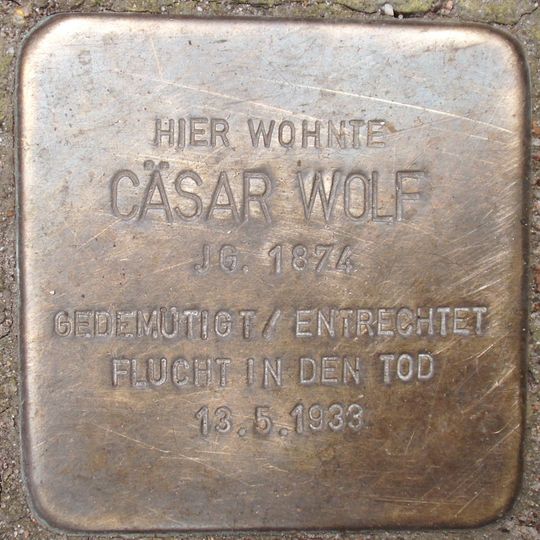 HIER WOHNTE
CÄSAR WOLF
JG. 1874
GEDEMÜTIGT / ENTRECHTET
FLUCHT IN DEN TOD
13.5.1933